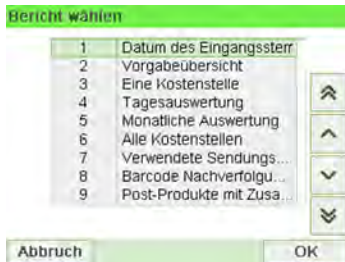 Bericht wählen
1 Datum des Eingangsstem
2 Vorgabeübersicht
3 Eine Kostenstelle
4 Tagesauswertung
5 Monatliche Auswertung
6 Alle Kostenstellen
7 Verwendete Sendungs...
8 Barcode Nachverfolgu...
9 Post-Produkte mit Zusa...
Abbruch OK